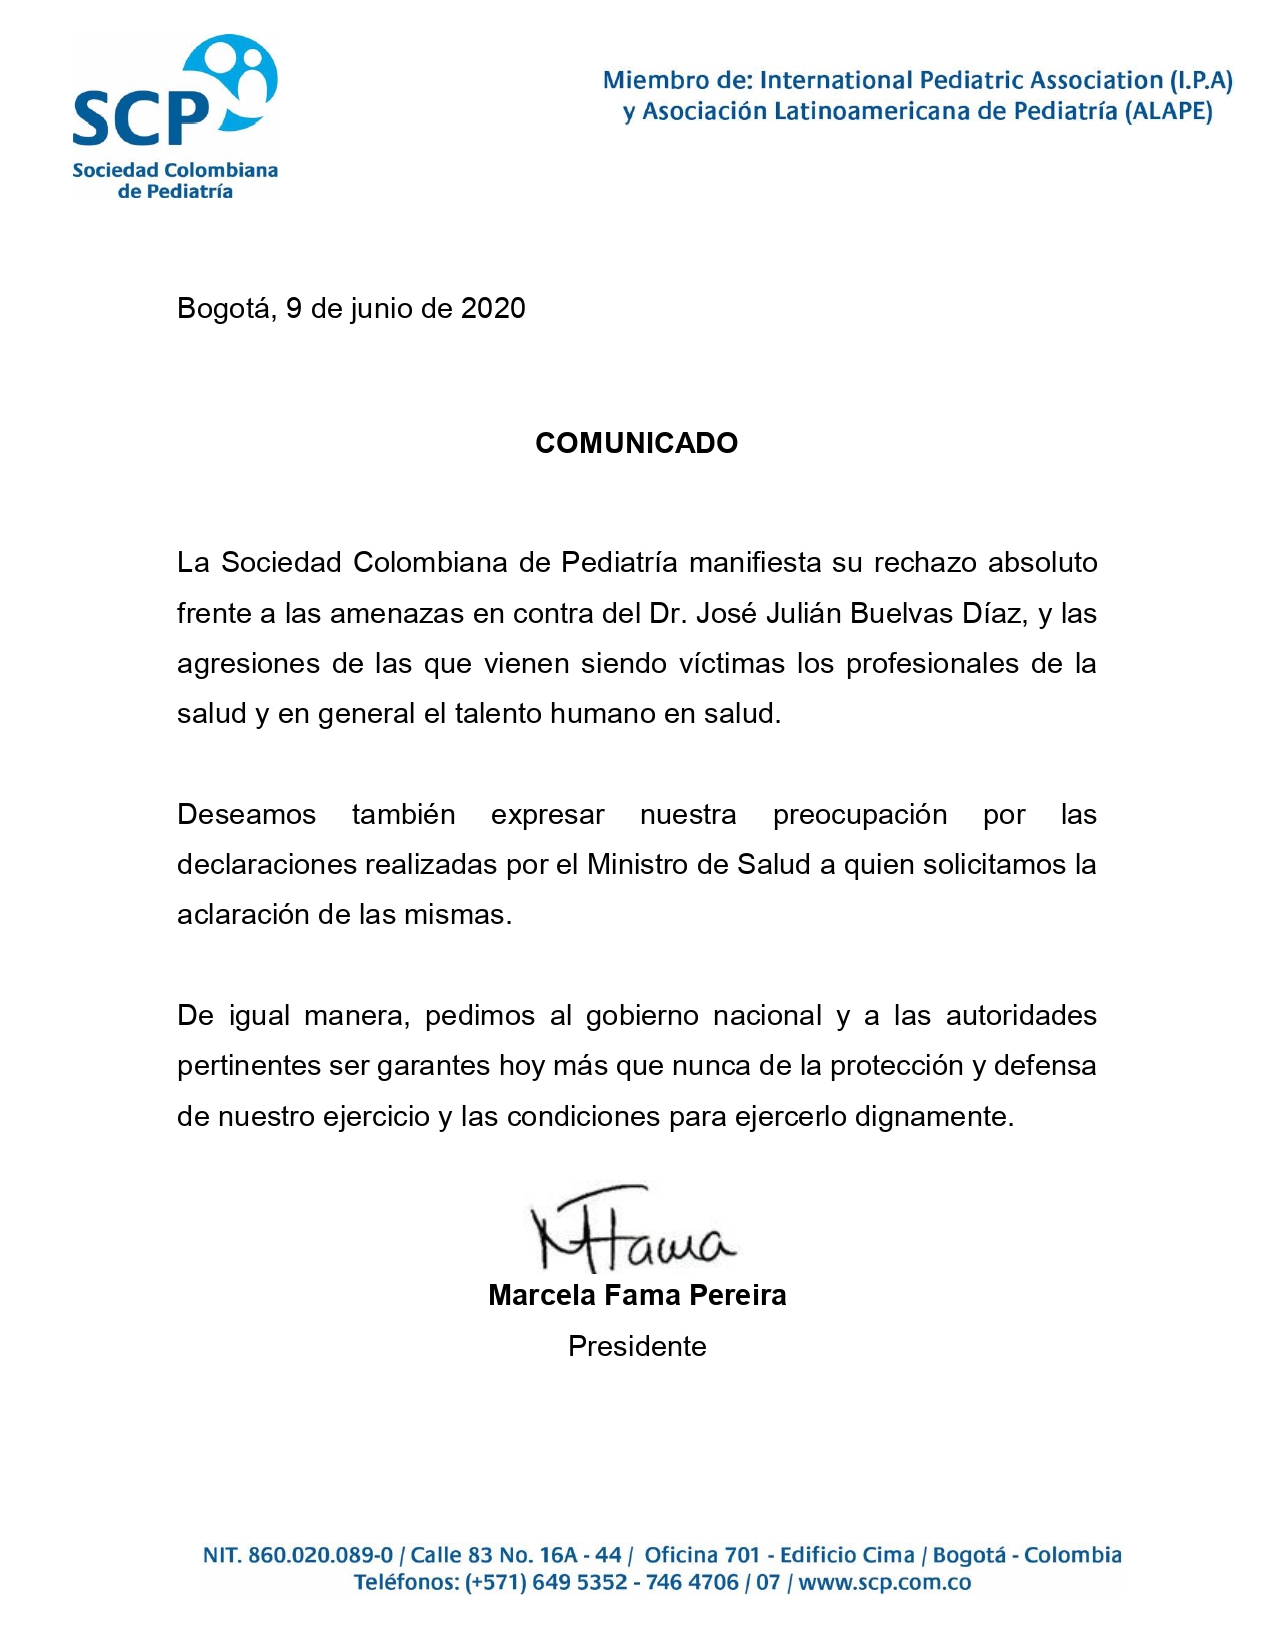 SCP
Sociedad Colombiana
de Pediatría
Miembro de: International Pediatric Association (I.P.A)
y Asociación Latinoamericana de Pediatría (ALAPE)
Bogotá, 9 de junio de 2020
COMUNICADO
La Sociedad Colombiana de Pediatría manifiesta su rechazo absoluto
frente a las amenazas en contra del Dr. José Julián Buelvas Díaz, y las
agresiones de las que vienen siendo víctimas los profesionales de la
salud y en general el talento humano en salud.
Deseamos también expresar nuestra preocupación por las
declaraciones realizadas por el Ministro de Salud a quien solicitamos la
aclaración de las mismas.
De igual manera, pedimos al gobierno nacional y a las autoridades
pertinentes ser garantes hoy más que nunca de la protección y defensa
de nuestro ejercicio y las condiciones para ejercerlo dignamente.
MFama
Marcela Fama Pereira
Presidente
NIT. 860.020.089-0 / Calle 83 No. 16A - 44 / Oficina 701 - Edificio Cima / Bogotá - Colombia
Teléfonos: (+571) 649 5352 - 746 4706 / 07 / www.scp.com.co